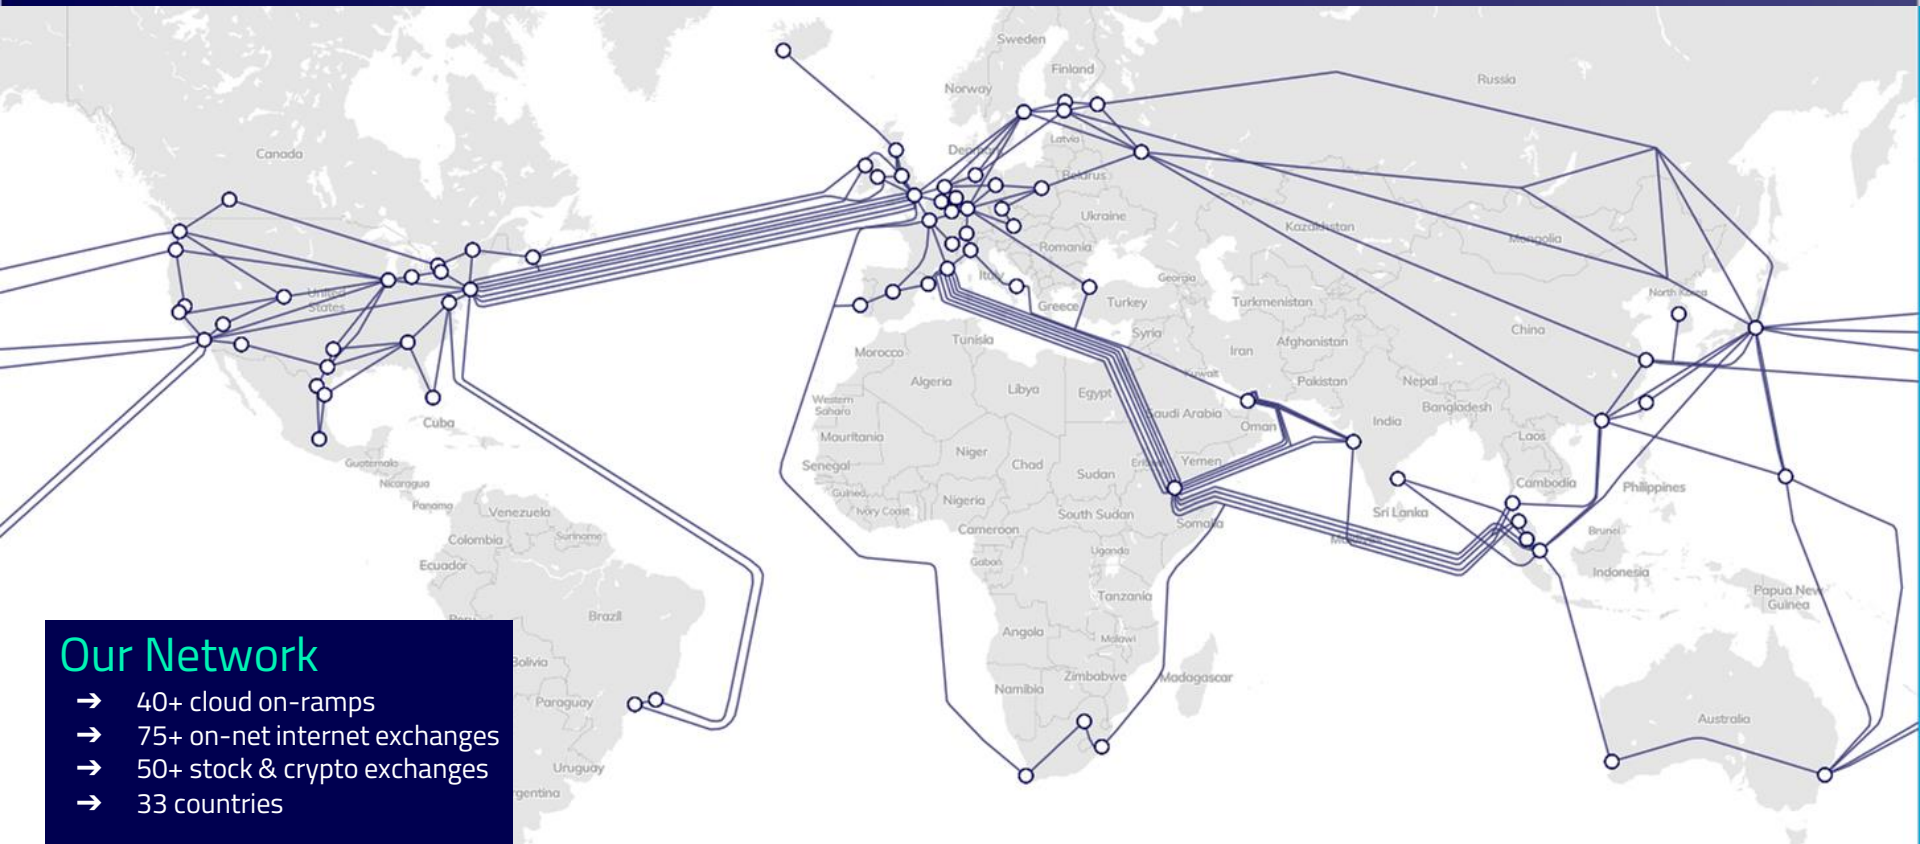 Sweden
Finland
Norway
Russia
Canada
Latvia
Belarus
Ukraine
Kazakhstan
Mongolia
Romania
United
States
Italy
Georgia
Greece
Turkey
Turkmenistan
North Korea
Syria
China
Tunisia
Iran
Afghanistan
Morocco
Kuwait
Algeria
Libya
Egypt
Pakistan
Nepal
Western
Sahara
Saudi Arabia
Bangladesh
Cuba
Oman
India
Mauritania
Laos
Guatemala
Niger
Chad
Senegal
Sudan
Yemen
Nicaragua
Cambodia
Philippines
Guinea
Nigeria
Panama
Venezuela
Ivory Coast
South Sudan
Sri Lanka
Somalia
Cameroon
Suriname
Colombia
Brunei
Uganda
Ecuador
Gabon
Indonesia
Tanzania
Papua New
Guinea
Brazil
Angola
Malawi
Our Network
Bolivia
Zimbabwe
Madagascar
Namibia
➔ 40+ cloud on-ramps
Paraguay
Australia
➔ 75+ on-net internet exchanges
➔ 50+ stock & crypto exchanges
Uruguay
➔ 33 countries